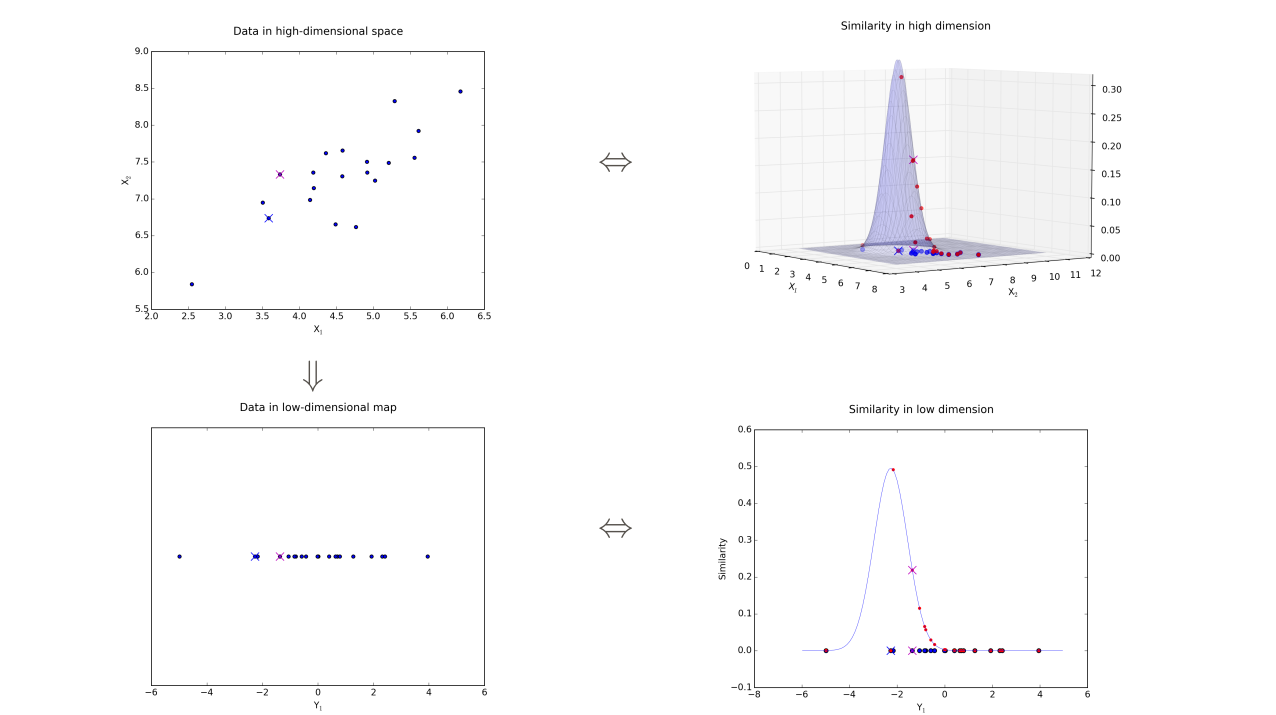 Data in high-dimensional space
9.0
8.5
8.0
7.5
7.0
6.5
6.0
5.5
X₂
2.0 2.5 3.0 3.5 4.0 4.5 5.0 5.5 6.0 6.5
X₁
Similarity in high dimension
0.30
0.25
0.20
0.15
0.10
0.05
0.00
0 1 2 3 4 5 6 7 8
X₁
3 4 5 6 7 8 9 10 11 12
X₂
⇔
⇓
Data in low-dimensional map
−6 −4 −2 0 2 4 6
Y₁
⇔
Similarity in low dimension
0.6
0.5
0.4
0.3
0.2
0.1
0.0
−0.1
Similarity
−8 −6 −4 −2 0 2 4 6
Y₁